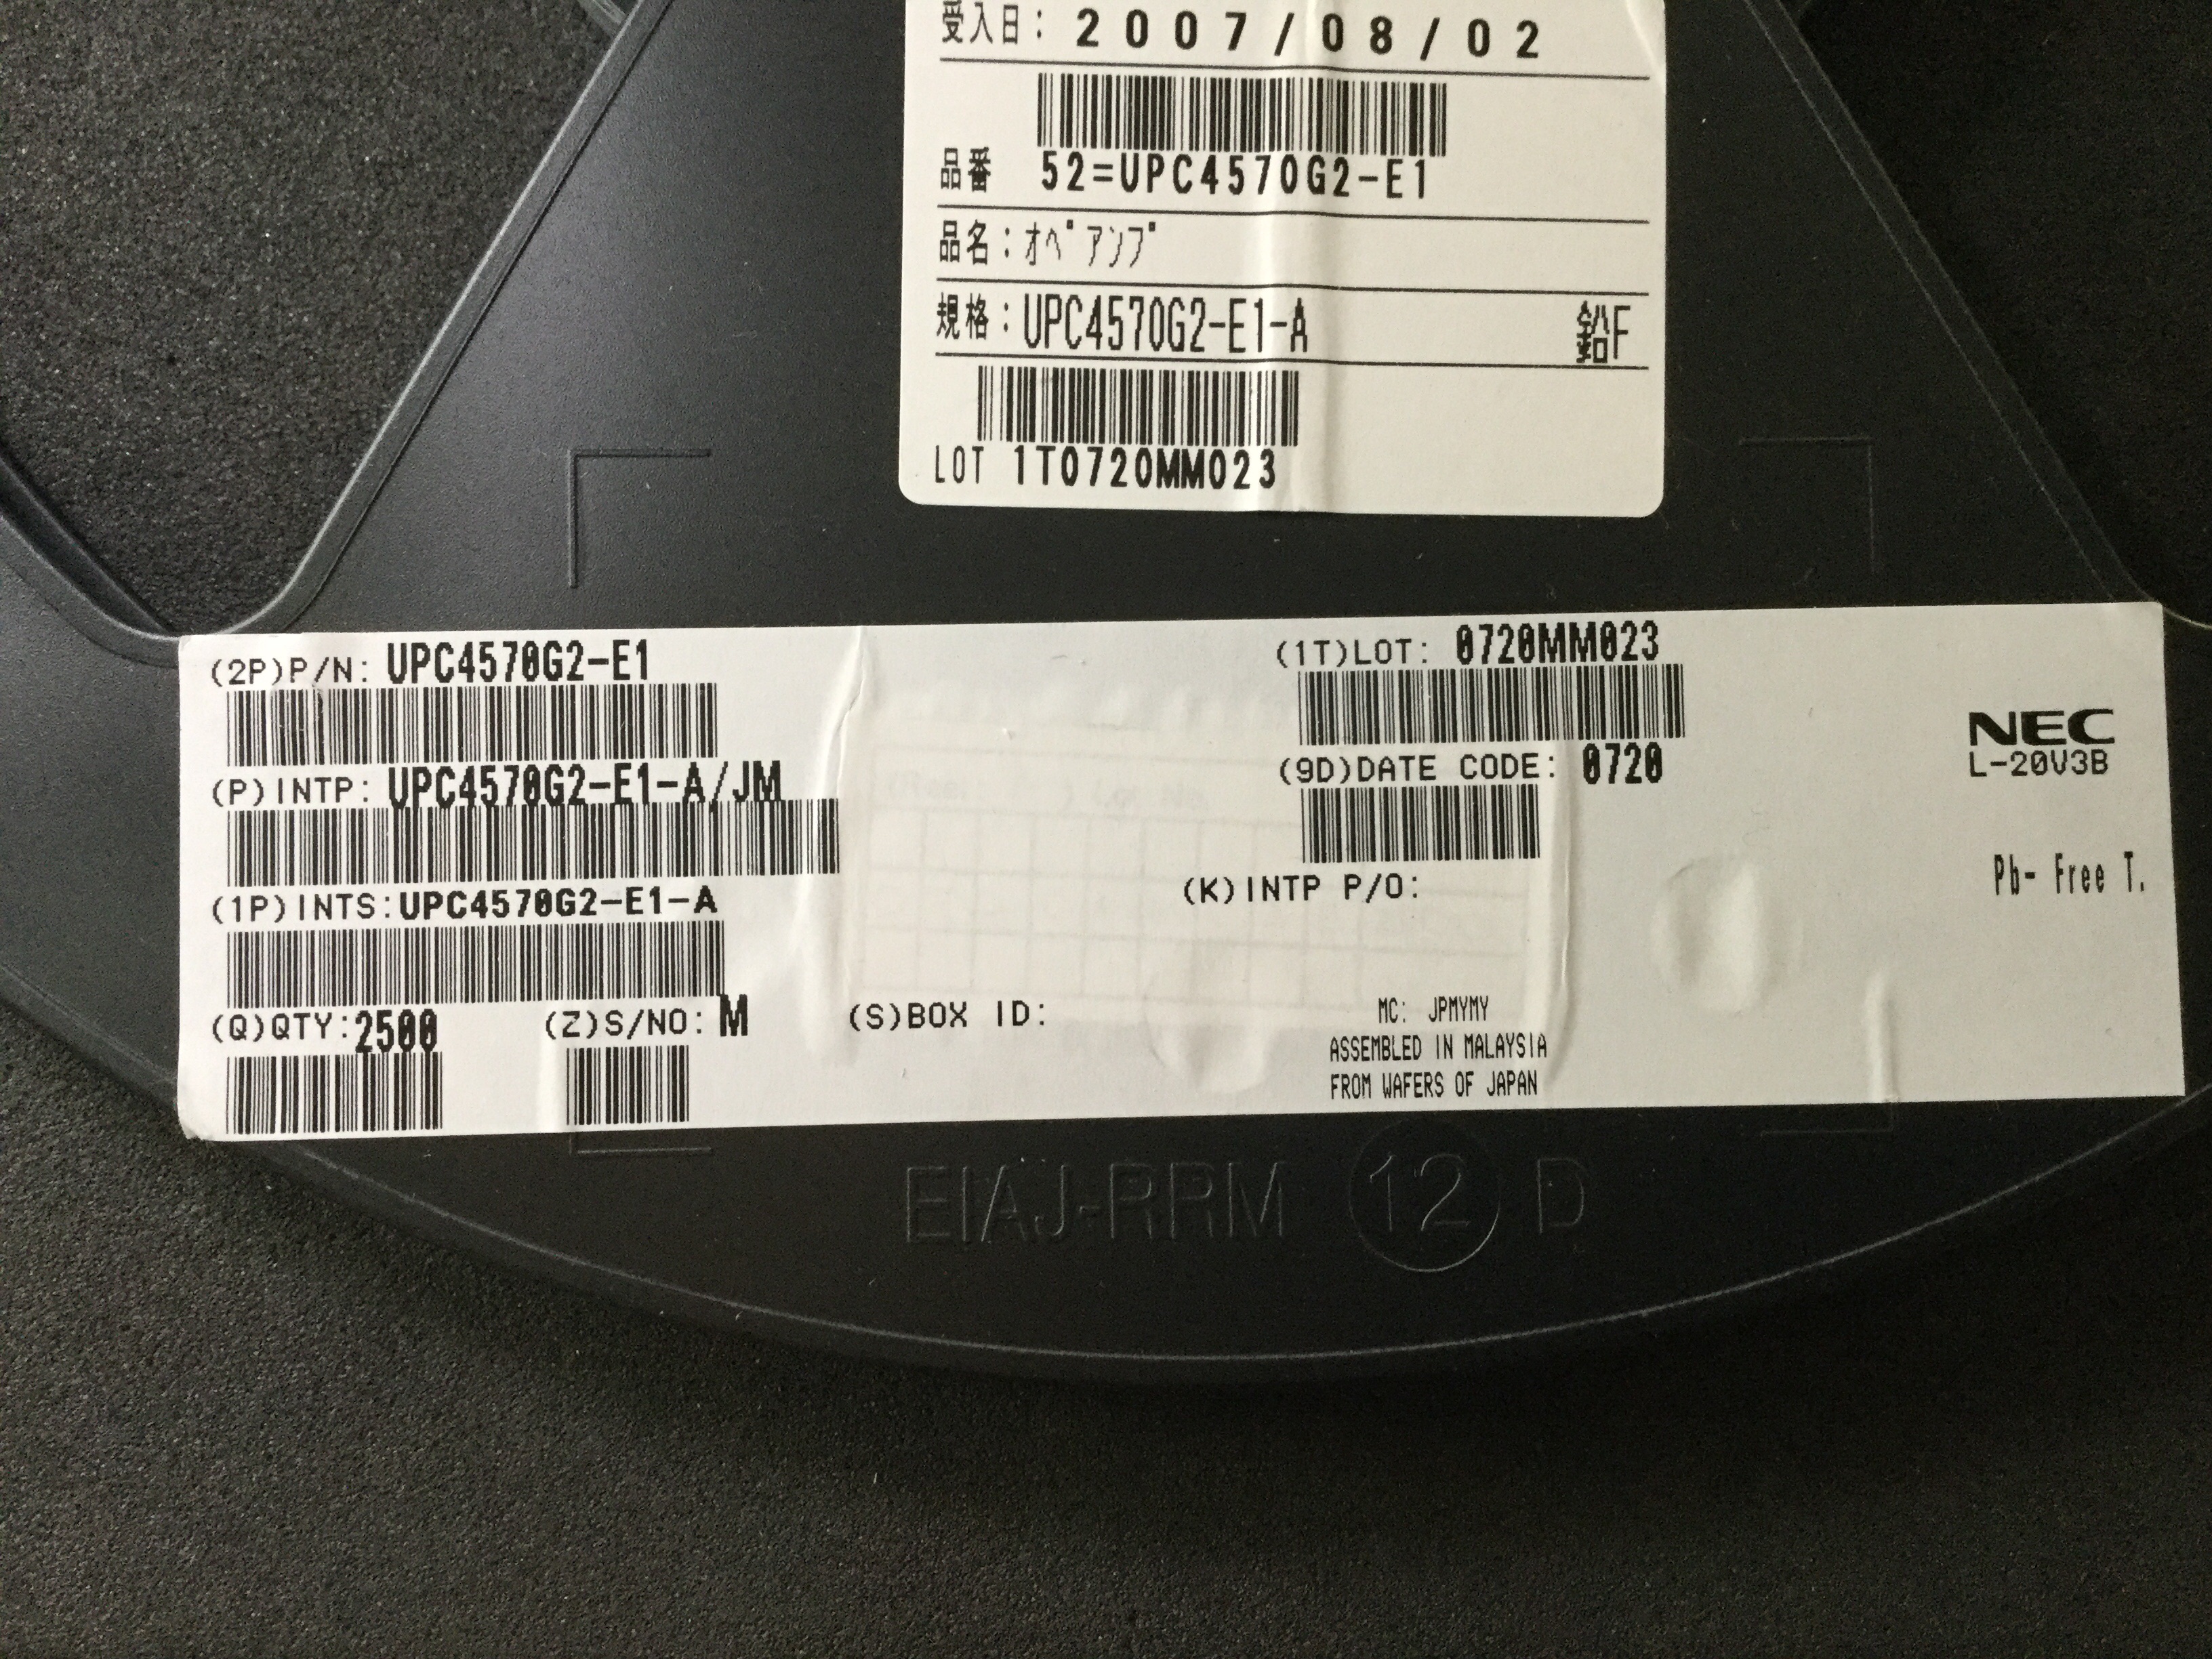 受入日: 2007/08/02
品番 52=UPC4570G2-E1
品名:ｵﾍﾟｱﾝﾌﾟ
規格:UPC4570G2-E1-A 鉛F
LOT 1T0720MM023
(2P)P/N: UPC4570G2-E1
(1T)LOT: 0720MM023
(P)INTP: UPC4570G2-E1-A/JM
(9D)DATE CODE: 0720
NEC
L-20V3B
(1P)INTS:UPC4570G2-E1-A
(K)INTP P/O:
Pb- Free T.
(Q)QTY:2500 (Z)S/NO: M (S)BOX ID:
MC: JPMYMY
ASSEMBLED IN MALAYSIA
FROM WAFERS OF JAPAN
EIAJ-RRM 12 D